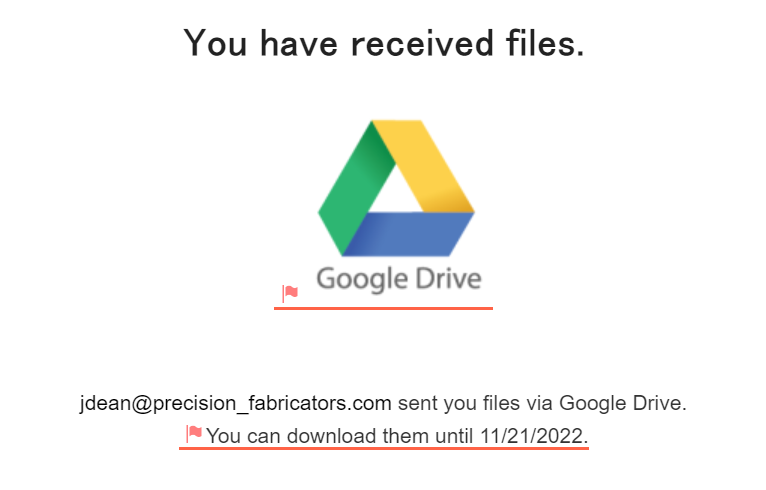 You have received files.
Google Drive
jdean@precision_fabricators.com sent you files via Google Drive.
You can download them until 11/21/2022.